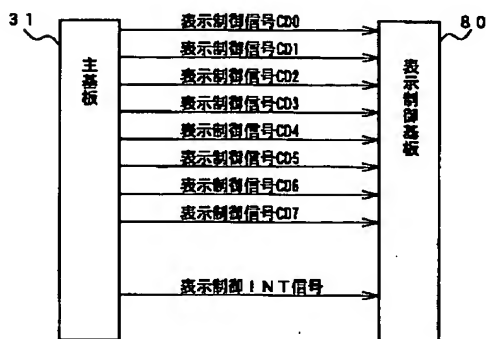 31
80
主基板
表示制御信号CD0
表示制御信号CD1
表示制御信号CD2
表示制御信号CD3
表示制御信号CD4
表示制御信号CD5
表示制御信号CD6
表示制御信号CD7
表示制御INT信号
表示制御基板